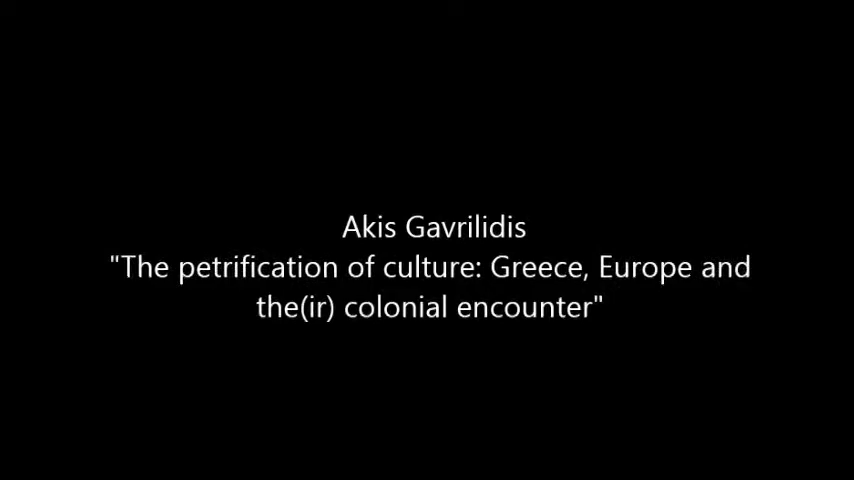 Akis Gavrilidis
"The petrification of culture: Greece, Europe and
the(ir) colonial encounter"